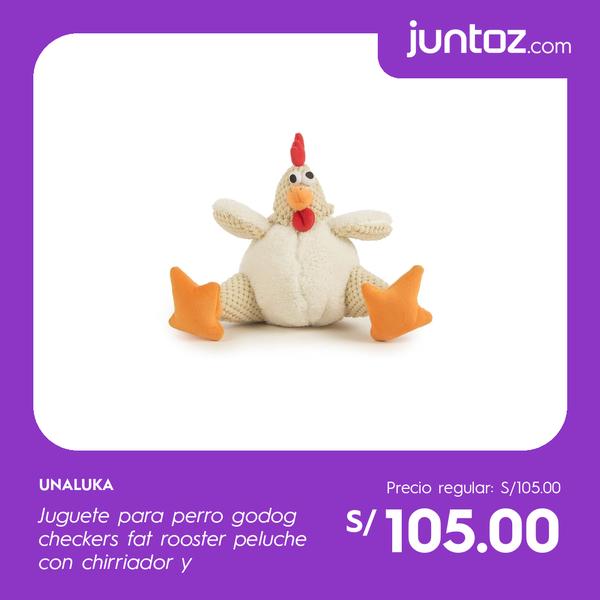 juntoz.com
UNALUKA
Juguete para perro godog
checkers fat rooster peluche
con chirriador y
Precio regular: S/105.00
S/ 105.00